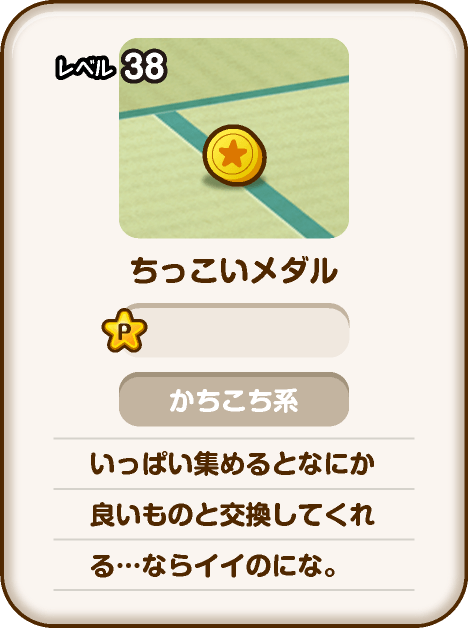 レベル 38
ちっこいメダル
P
かちこち系
いっぱい集めるとなにか
良いものと交換してくれ
る…ならイイのにな。